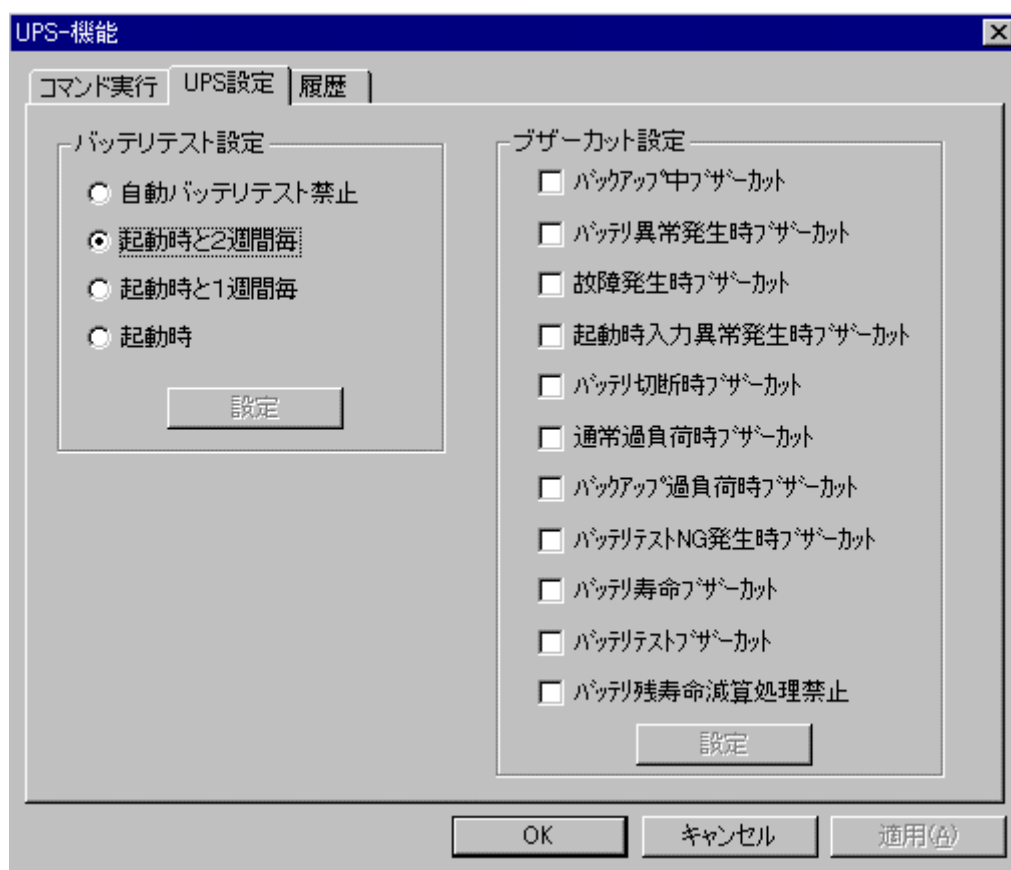 UPS-機能
コマンド実行 UPS設定 履歴
バッテリテスト設定
自動バッテリテスト禁止
起動時と2週間毎
起動時と1週間毎
起動時
設定
ブザーカット設定
ﾊﾞｯｸｱｯﾌﾟ中ﾌﾞｻﾞｰｶｯﾄ
ﾊﾞｯﾃﾘ異常発生時ﾌﾞｻﾞｰｶｯﾄ
故障発生時ﾌﾞｻﾞｰｶｯﾄ
起動時入力異常発生時ﾌﾞｻﾞｰｶｯﾄ
ﾊﾞｯﾃﾘ切断時ﾌﾞｻﾞｰｶｯﾄ
通常過負荷時ﾌﾞｻﾞｰｶｯﾄ
ﾊﾞｯｸｱｯﾌﾟ過負荷時ﾌﾞｻﾞｰｶｯﾄ
ﾊﾞｯﾃﾘﾃｽﾄNG発生時ﾌﾞｻﾞｰｶｯﾄ
ﾊﾞｯﾃﾘ寿命ﾌﾞｻﾞｰｶｯﾄ
ﾊﾞｯﾃﾘﾃｽﾄﾌﾞｻﾞｰｶｯﾄ
ﾊﾞｯﾃﾘ残寿命減算処理禁止
設定
OK キャンセル 適用(A)